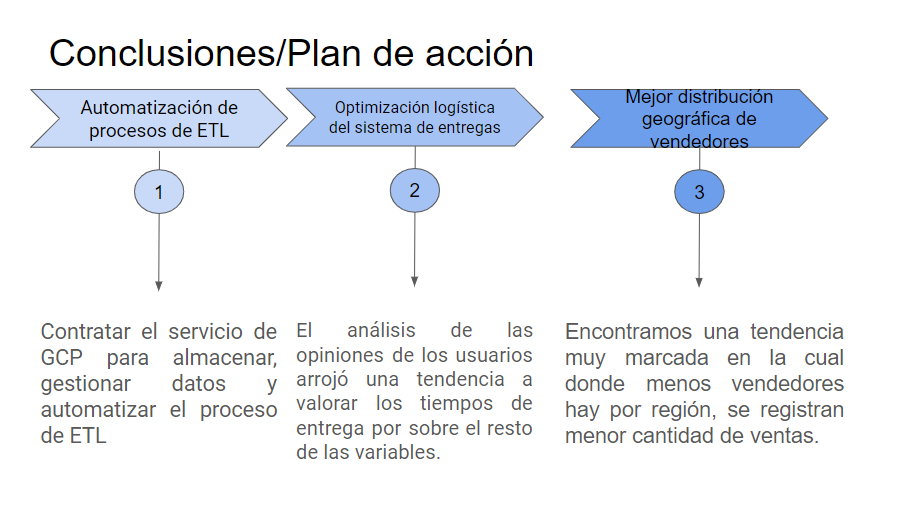 Conclusiones/Plan de acción
Automatización de
procesos de ETL
1
Contratar el servicio de
GCP para almacenar,
gestionar datos y
automatizar el proceso
de ETL
Optimización logística
del sistema de entregas
2
El análisis de las
opiniones de los usuarios
arrojó una tendencia a
valorar los tiempos de
entrega por sobre el resto
de las variables.
Mejor distribución
geográfica de
vendedores
3
Encontramos una tendencia
muy marcada en la cual
donde menos vendedores
hay por región, se registran
menor cantidad de ventas.